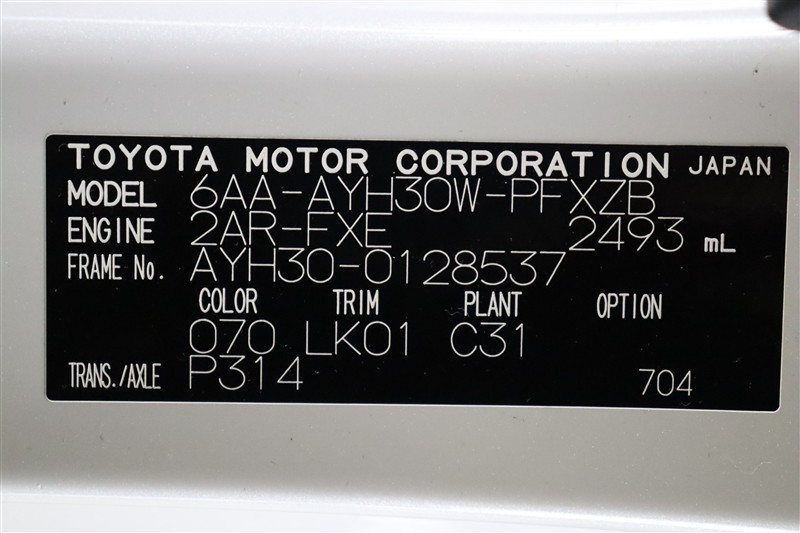 TOYOTA MOTOR CORPORATION JAPAN
MODEL 6AA-AYH30W-PFXZB
ENGINE 2AR-FXE 2493 mL
FRAME No. AYH30-0128537
COLOR TRIM PLANT OPTION
070 LK01 C31
TRANS./AXLE P314 704